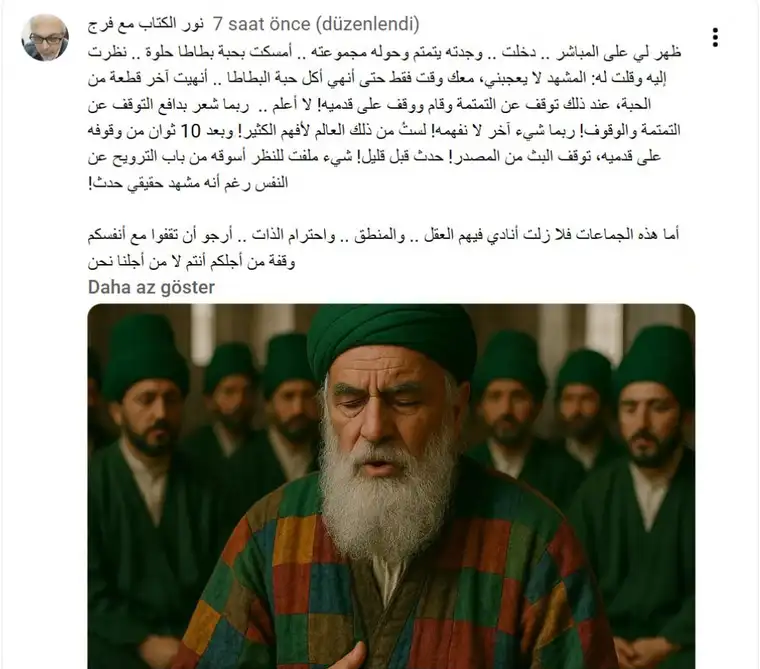 نور الكتاب مع فرج 7 saat önce (düzenlendi)
ظهر لي على المباشر .. دخلت .. وجدته يتمتم وحوله مجموعته .. أمسكت بحبة بطاطا حلوة .. نظرت
إليه وقلت له: المشهد لا يعجبني، معك وقت فقط حتى أنهي أكل حبة البطاطا .. أنهيت آخر قطعة من
الحبة، عند ذلك توقف عن التمتمة وقام ووقف على قدميه! لا أعلم .. ربما شعر بدافع التوقف عن
التمتمة والوقوف! ربما شيء آخر لا نفهمه! لستُ من ذلك العالم لأفهم الكثير! وبعد 10 ثوان من وقوفه
على قدميه، توقف البث من المصدر! حدث قبل قليل! شيء ملفت للنظر أسوقه من باب الترويح عن
النفس رغم أنه مشهد حقيقي حدث!
أما هذه الجماعات فلا زلت أنادي فيهم العقل .. والمنطق .. واحترام الذات .. أرجو أن تقفوا مع أنفسكم
وقفة من أجلكم أنتم لا من أجلنا نحن
Daha az göster